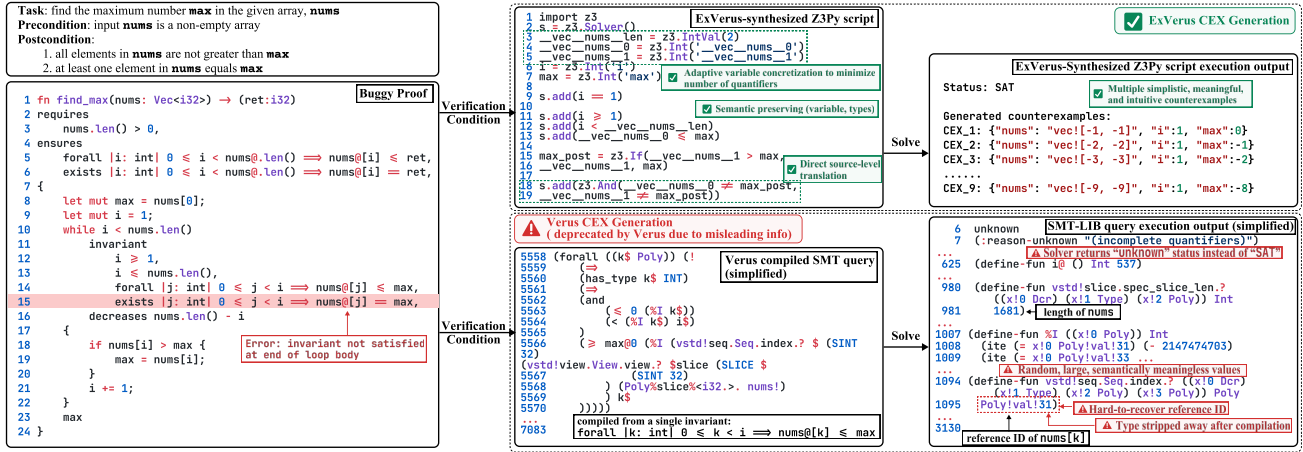 Task: find the maximum number max in the given array, nums
Precondition: input nums is a non-empty array
Postcondition:
1. all elements in nums are not greater than max
2. at least one element in nums equals max
Buggy Proof
1 fn find_max(nums: Vec<i32>) → (ret:i32)
2 requires
3 nums.len() > 0,
4 ensures
5 forall |i: int| 0 ⩽ i < nums@.len() ⟹ nums@[i] ⩽ ret,
6 exists |i: int| 0 ⩽ i < nums@.len() ⟹ nums@[i] == ret,
7 {
8 let mut max = nums[0];
9 let mut i = 1;
10 while i < nums.len()
11 invariant
12 i ⩾ 1,
13 i ⩽ nums.len(),
14 forall |j: int| 0 ⩽ j < i ⟹ nums@[j] ⩽ max,
15 exists |j: int| 0 ⩽ j < i ⟹ nums@[j] == max,
16 decreases nums.len() - i
17 {
18 if nums[i] > max {
19 max = nums[i];
20 }
21 i += 1;
22 }
23 max
24 }
Error: invariant not satisfied
at end of loop body
Verification
Condition
Verification
Condition
ExVerus-synthesized Z3Py script
1 import z3
2 s = z3.Solver()
3 __vec__nums__len = z3.IntVal(2)
4 __vec__nums__0 = z3.Int('__vec__nums__0')
5 __vec__nums__1 = z3.Int('__vec__nums__1')
6 i = z3.Int('i')
7 max = z3.Int('max')
8
9 s.add(i == 1)
10
11 s.add(i ⩾ 1)
12 s.add(i < __vec__nums__len)
13 s.add(__vec__nums__0 ⩽ max)
14
15 max_post = z3.If(__vec__nums__1 > max,
16 __vec__nums__1, max)
17
18 s.add(z3.And(__vec__nums__0 ≠ max_post,
19 __vec__nums__1 ≠ max_post))
Adaptive variable concretization to minimize
number of quantifiers
Semantic preserving (variable, types)
Direct source-level
translation
Solve
ExVerus CEX Generation
ExVerus-Synthesized Z3Py script execution output
Status: SAT
Multiple simplistic, meaningful,
and intuitive counterexamples
Generated counterexamples:
CEX_1: {"nums": "vec![-1, -1]", "i":1, "max":0}
CEX_2: {"nums": "vec![-2, -2]", "i":1, "max":-1}
CEX_3: {"nums": "vec![-3, -3]", "i":1, "max":-2}
......
CEX_9: {"nums": "vec![-9, -9]", "i":1, "max":-8}
Verus CEX Generation
( deprecated by Verus due to misleading info)
Verus compiled SMT query
(simplified)
5558 (forall ((k$ Poly)) (!
5559 (⟹
5560 (has_type k$ INT)
5561 (⟹
5562 (and
5563 (⩽ 0 (%I k$))
5564 (< (%I k$) i$)
5565 )
5566 (⩾ max@0 (%I (vstd!seq.Seq.index.? $ (SINT
32)
(vstd!view.View.view.? $slice (SLICE $
5567 (SINT 32)
5568 ) (Poly%slice%<i32.>. nums!)
5569 ) k$
5570 )))))
...
7083
compiled from a single invariant:
forall |k: int| 0 ⩽ k < i ⟹ nums@[k] ⩽ max
Solve
SMT-LIB query execution output (simplified)
6 unknown
7 (:reason-unknown "(incomplete quantifiers)")
...
Solver returns "unknown" status instead of "SAT"
625 (define-fun i@ () Int 537)
...
980 (define-fun vstd!slice.spec_slice_len.?
((x!0 Dcr) (x!1 Type) (x!2 Poly)) Int
981 1681)
length of nums
...
1007 (define-fun %I ((x!0 Poly)) Int
1008 (ite (= x!0 Poly!val!31) (- 2147474703)
1009 (ite (= x!0 Poly!val!33 ...
...
Random, large, semantically meaningless values
1094 (define-fun vstd!seq.Seq.index.? ((x!0 Dcr)
(x!1 Type) (x!2 Poly) (x!3 Poly)) Poly
1095 Poly!val!31)
Hard-to-recover reference ID
...
Type stripped away after compilation
3130
reference ID of nums[k]